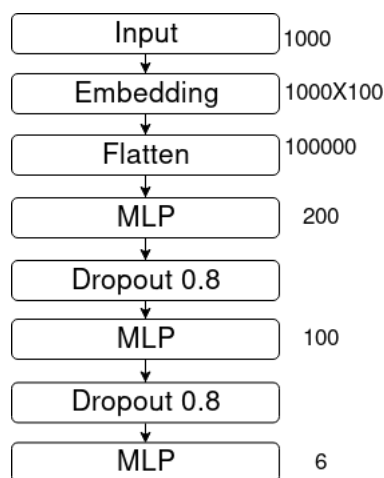 Input 1000
Embedding 1000X100
Flatten 100000
MLP 200
Dropout 0.8
MLP 100
Dropout 0.8
MLP 6